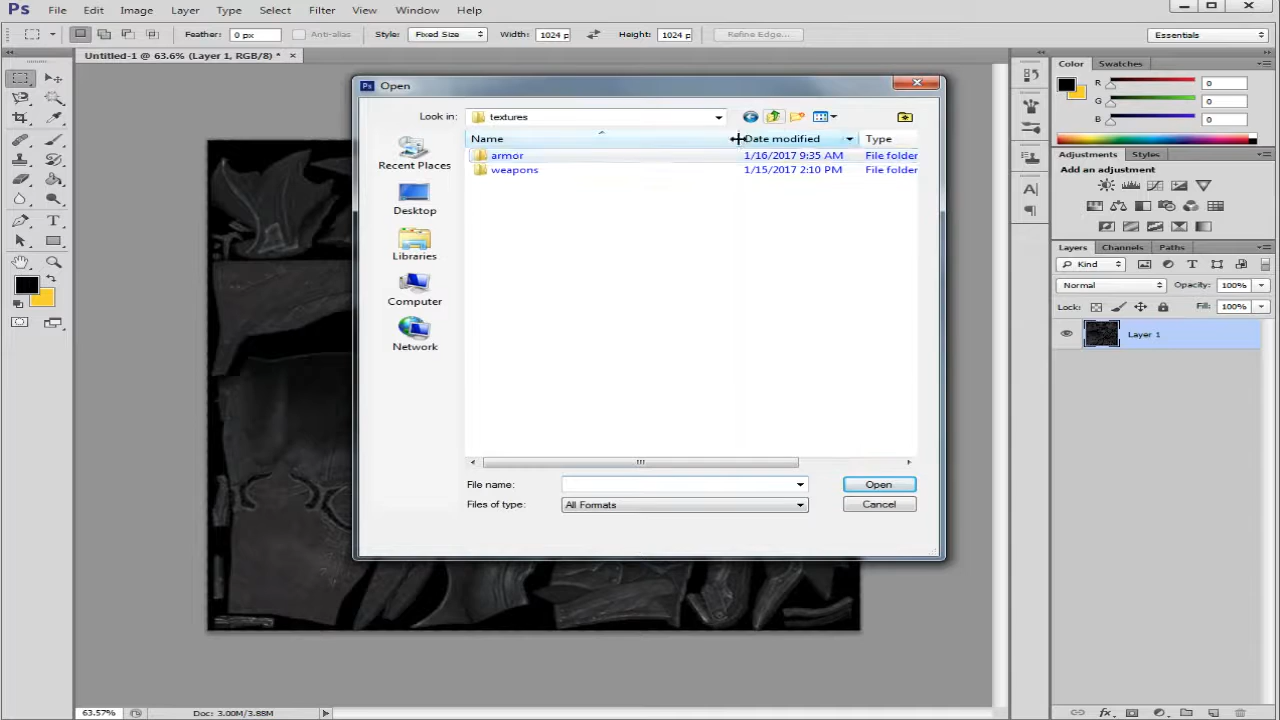 Ps File Edit Image Layer Type Select Filter View Window Help
Feather: 0 px Anti-alias Style: Fixed Size Width: 1024 p Height: 1024 p Refine Edge... Essentials
Untitled-1 @ 63.6% (Layer 1, RGB/8) * ×
Open
Look in: textures
Name Date modified Type
armor 1/16/2017 9:35 AM File folder
weapons 1/15/2017 2:10 PM File folder
Recent Places
Desktop
Libraries
Computer
Network
File name: Open
Files of type: All Formats Cancel
Color Swatches
R 0
G 0
B 0
Adjustments Styles
Add an adjustment
Layers Channels Paths
Kind
Normal Opacity: 100%
Lock: Fill: 100%
Layer 1
63.57% Doc: 3.00M/3.88M